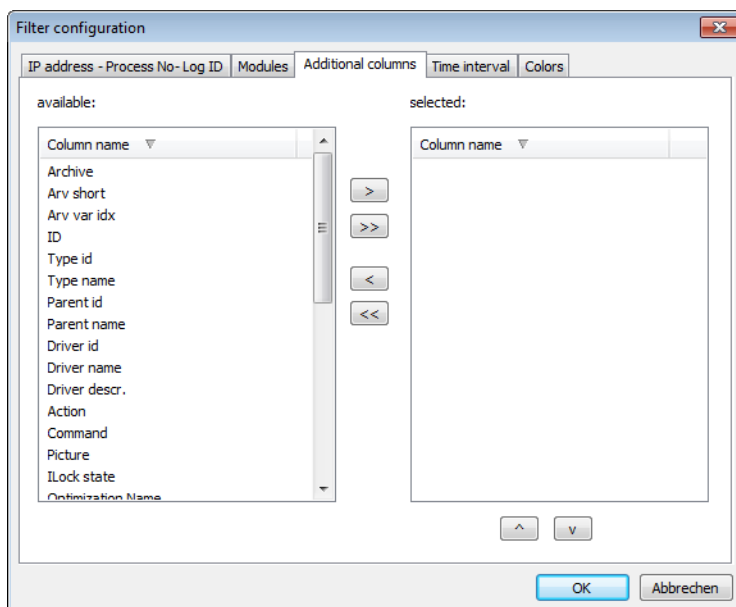 Filter configuration
IP address - Process No- Log ID Modules Additional columns Time interval Colors
available: selected:
Column name Column name
Archive
Arv short
Arv var idx
ID
Type id
Type name
Parent id
Parent name
Driver id
Driver name
Driver descr.
Action
Command
Picture
ILock state
Optimization Name
>
>>
<
<<
^ v
OK Abbrechen